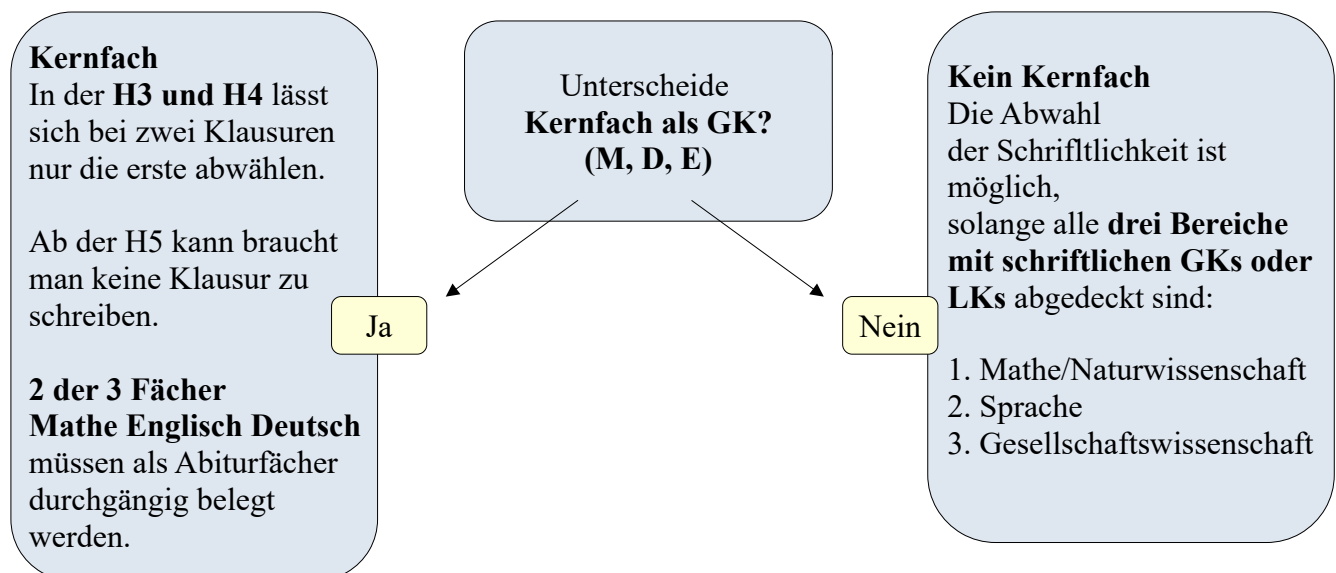 Kernfach
In der H3 und H4 lässt
sich bei zwei Klausuren
nur die erste abwählen.
Ab der H5 kann braucht
man keine Klausur zu
schreiben.
2 der 3 Fächer
Mathe Englisch Deutsch
müssen als Abiturfächer
durchgängig belegt
werden.
Unterscheide
Kernfach als GK?
(M, D, E)
Ja
Nein
Kein Kernfach
Die Abwahl
der Schrifltlichkeit ist
möglich,
solange alle drei Bereiche
mit schriftlichen GKs oder
LKs abgedeckt sind:
1. Mathe/Naturwissenschaft
2. Sprache
3. Gesellschaftswissenschaft